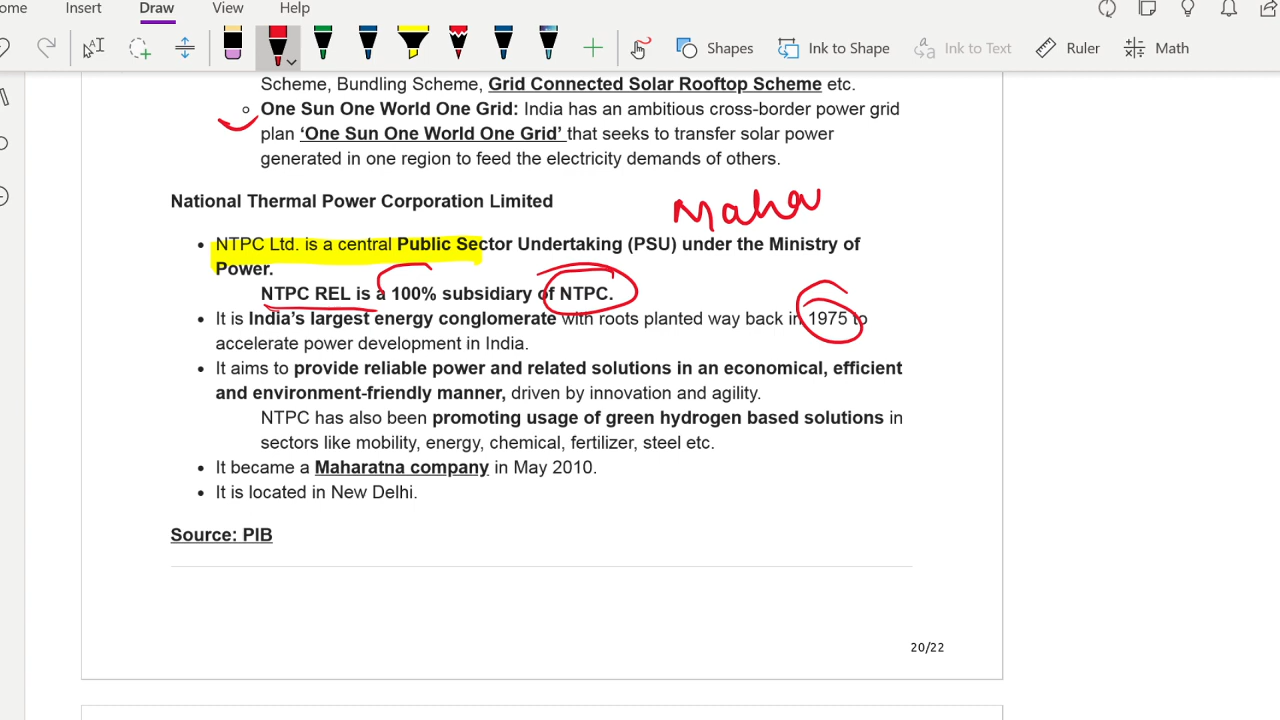 ome Draw View Help Insert
Shapes Ink to Shape Ink to Text Ruler Math
Scheme, Bundling Scheme, Grid Connected Solar Rooftop Scheme etc.
One Sun One World One Grid: India has an ambitious cross-border power grid
plan ‘One Sun One World One Grid’ that seeks to transfer solar power
generated in one region to feed the electricity demands of others.
National Thermal Power Corporation Limited
Maha
NTPC Ltd. is a central Public Sector Undertaking (PSU) under the Ministry of
Power.
NTPC REL is a 100% subsidiary of NTPC.
It is India’s largest energy conglomerate with roots planted way back in 1975 to
accelerate power development in India.
It aims to provide reliable power and related solutions in an economical, efficient
and environment-friendly manner, driven by innovation and agility.
NTPC has also been promoting usage of green hydrogen based solutions in
sectors like mobility, energy, chemical, fertilizer, steel etc.
It became a Maharatna company in May 2010.
It is located in New Delhi.
Source: PIB
20/22